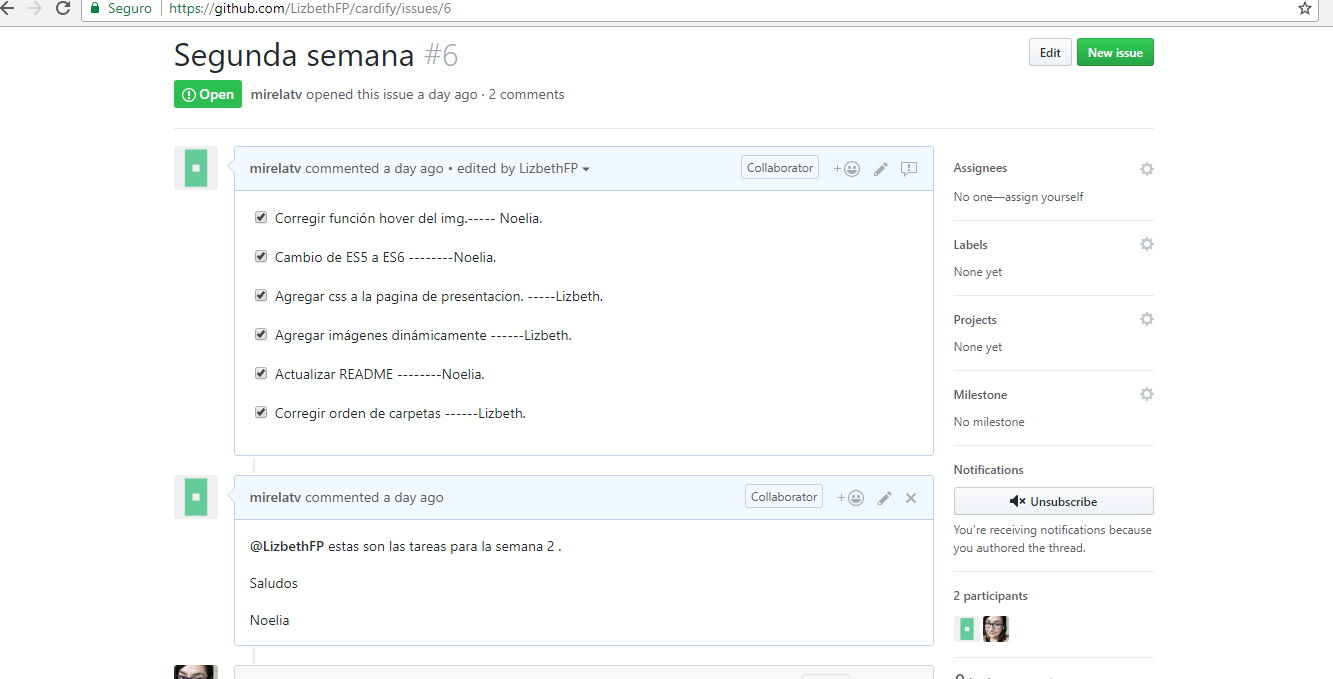 Seguro https://github.com/LizbethFP/cardify/issues/6
Segunda semana #6
Edit
New issue
Open mirelatv opened this issue a day ago · 2 comments
mirelatv commented a day ago • edited by LizbethFP
Collaborator
Corregir función hover del img.----- Noelia.
Cambio de ES5 a ES6 --------Noelia.
Agregar css a la pagina de presentacion. -----Lizbeth.
Agregar imágenes dinámicamente ------Lizbeth.
Actualizar README --------Noelia.
Corregir orden de carpetas ------Lizbeth.
mirelatv commented a day ago
Collaborator
@LizbethFP estas son las tareas para la semana 2 .
Saludos
Noelia
Assignees
No one—assign yourself
Labels
None yet
Projects
None yet
Milestone
No milestone
Notifications
Unsubscribe
You're receiving notifications because
you authored the thread.
2 participants